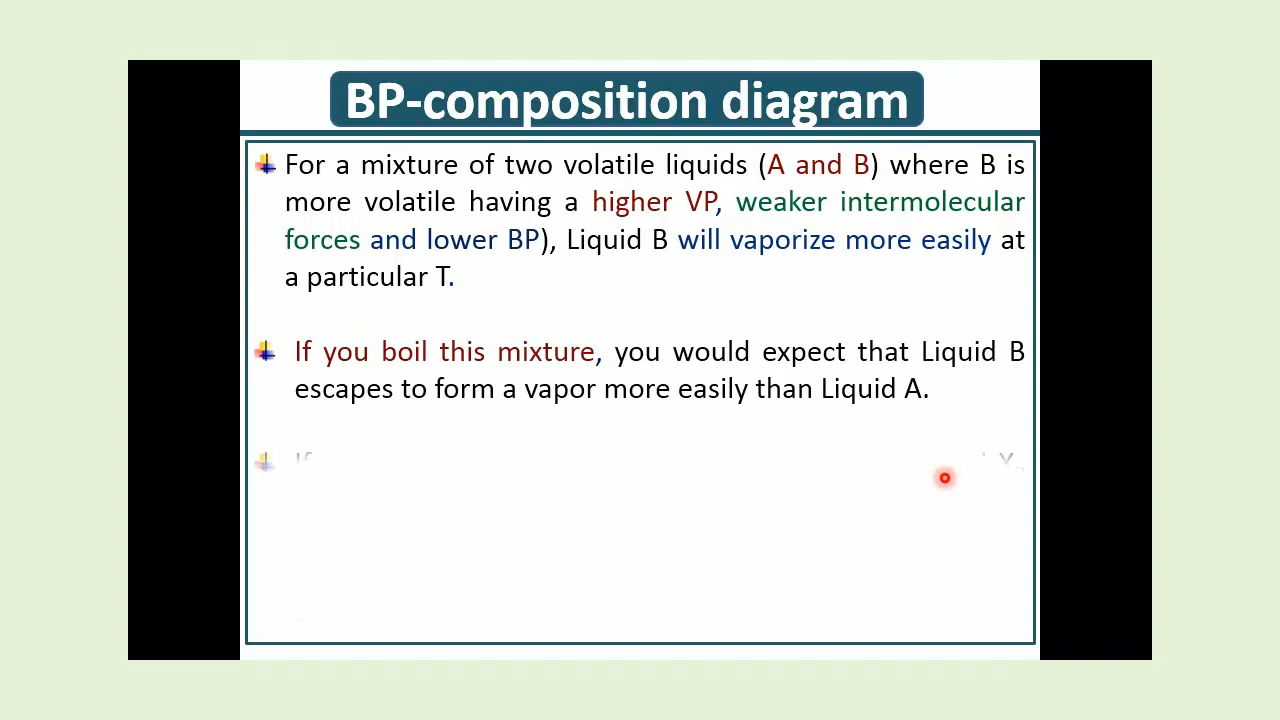 BP-composition diagram
For a mixture of two volatile liquids (A and B) where B is
more volatile having a higher VP, weaker intermolecular
forces and lower BP), Liquid B will vaporize more easily at
a particular T.
If you boil this mixture, you would expect that Liquid B
escapes to form a vapor more easily than Liquid A.
If